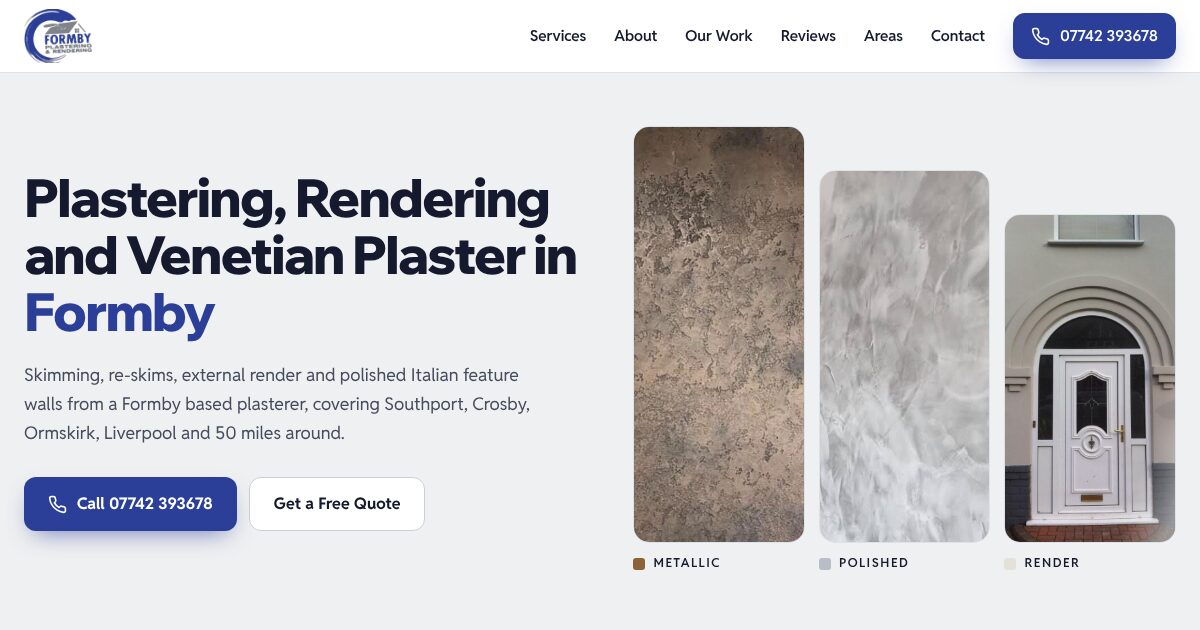 FORMBY
PLASTERING
& RENDERING
Services
About
Our Work
Reviews
Areas
Contact
07742 393678
Plastering, Rendering
and Venetian Plaster in
Formby
Skimming, re-skims, external render and polished Italian feature
walls from a Formby based plasterer, covering Southport, Crosby,
Ormskirk, Liverpool and 50 miles around.
Call 07742 393678
Get a Free Quote
METALLIC
POLISHED
RENDER